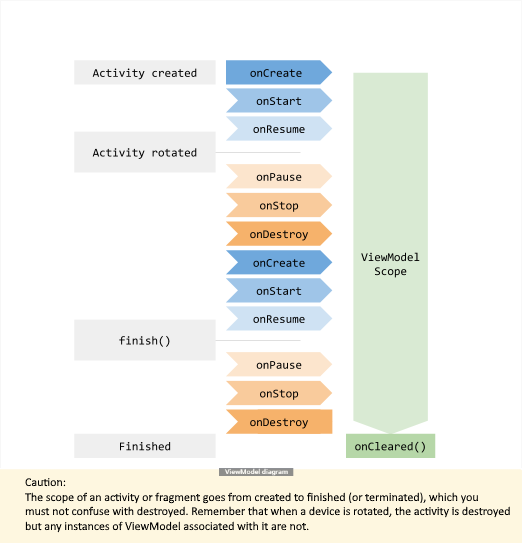 Activity created
onCreate
onStart
onResume
Activity rotated
onPause
onStop
onDestroy
onCreate
onStart
onResume
finish()
onPause
onStop
onDestroy
Finished
ViewModel
Scope
onCleared()
ViewModel diagram
Caution:
The scope of an activity or fragment goes from created to finished (or terminated), which you
must not confuse with destroyed. Remember that when a device is rotated, the activity is destroyed
but any instances of ViewModel associated with it are not.